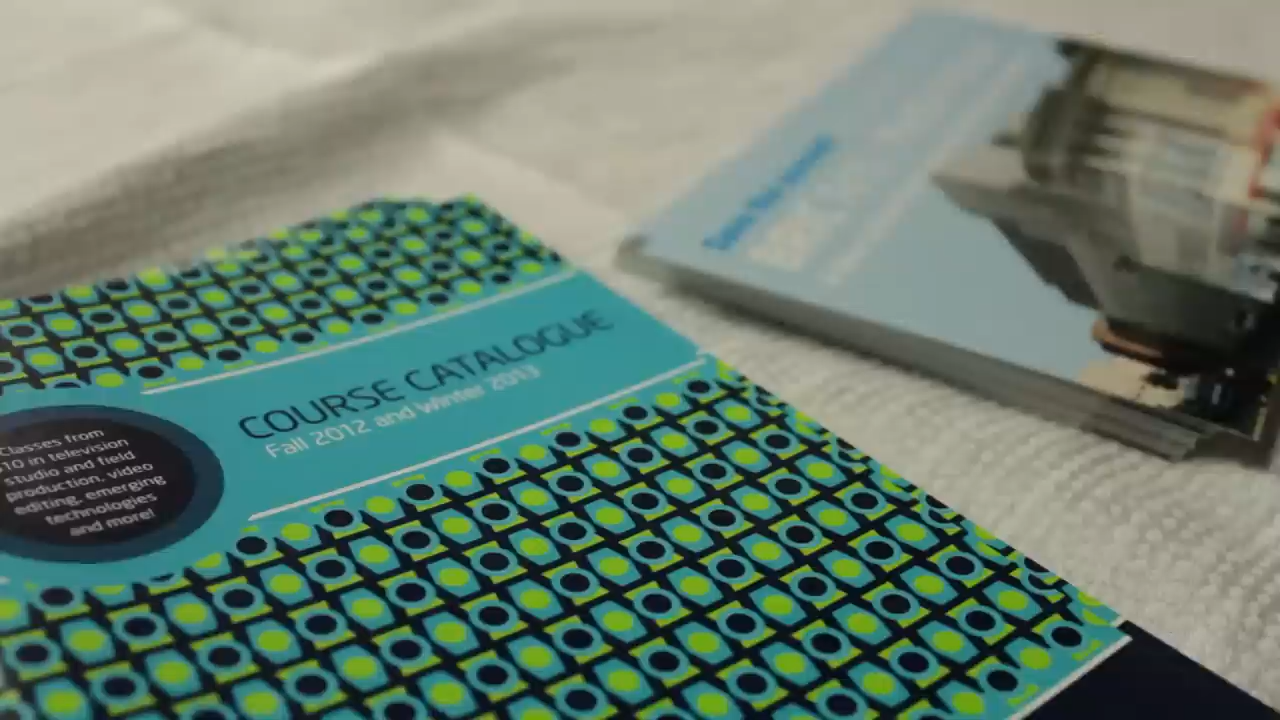 COURSE CATALOGUE
Fall 2012 and Winter 2013
Classes from
10 in television
studio and field
production, video
editing, emerging
technologies
and more!